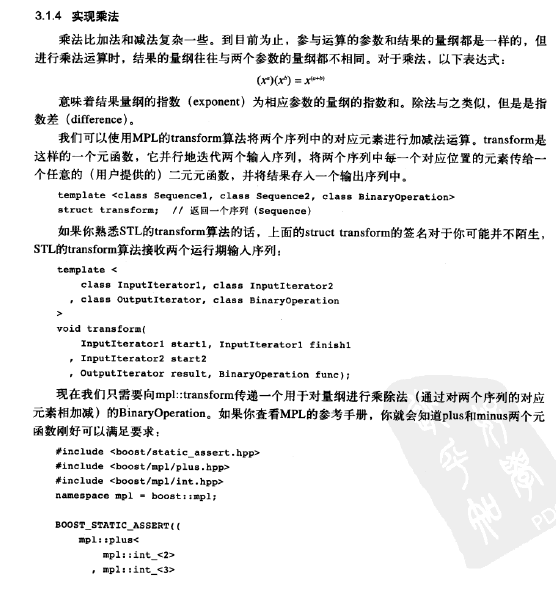 3.1.4 实现乘法
乘法比加法和减法复杂一些。到目前为止，参与运算的参数和结果的量纲都是一样的，但
进行乘法运算时，结果的量纲往往与两个参数的量纲都不相同。对于乘法，以下表达式：
(xᵃ)(xᵇ) = x⁽ᵃ⁺ᵇ⁾
意味着结果量纲的指数（exponent）为相应参数的量纲的指数和。除法与之类似，但是是指
数差（difference）。
我们可以使用MPL的transform算法将两个序列中的对应元素进行加减法运算。transform是
这样的一个元函数，它并行地迭代两个输入序列，将两个序列中每一个对应位置的元素传给一
个任意的（用户提供的）二元元函数，并将结果存入一个输出序列中。
template <class Sequence1, class Sequence2, class BinaryOperation>
struct transform;  // 返回一个序列（Sequence）
如果你熟悉STL的transform算法的话，上面的struct transform的签名对于你可能并不陌生，
STL的transform算法接收两个运行期输入序列：
template <
class InputIterator1, class InputIterator2
, class OutputIterator, class BinaryOperation
>
void transform(
InputIterator1 start1, InputIterator1 finish1
, InputIterator2 start2
, OutputIterator result, BinaryOperation func);
现在我们只需要向mpl::transform传递一个用于对量纲进行乘除法（通过对两个序列的对应
元素相加减）的BinaryOperation。如果你查看MPL的参考手册，你就会知道plus和minus两个元
函数刚好可以满足要求：
#include <boost/static_assert.hpp>
#include <boost/mpl/plus.hpp>
#include <boost/mpl/int.hpp>
namespace mpl = boost::mpl;
BOOST_STATIC_ASSERT((
mpl::plus<
mpl::int_<2>
, mpl::int_<3>
PD